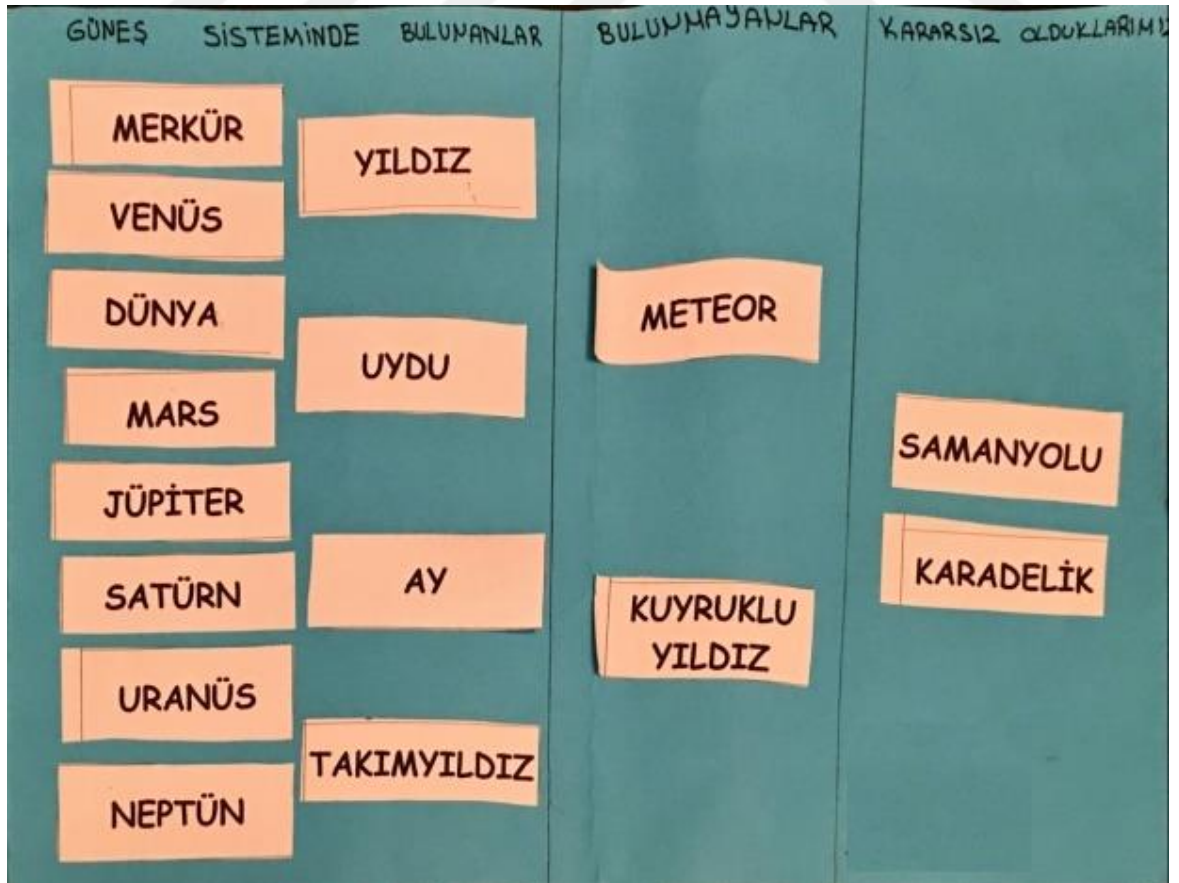 GÜNEŞ SİSTEMİNDE BULUNANLAR
MERKÜR
VENÜS
DÜNYA
MARS
JÜPİTER
SATÜRN
URANÜS
NEPTÜN
YILDIZ
UYDU
AY
TAKIMYILDIZ
BULUNMAYANLAR
METEOR
KUYRUKLU
YILDIZ
KARARSIZ OLDUKLARIMIZ
SAMANYOLU
KARADELİK